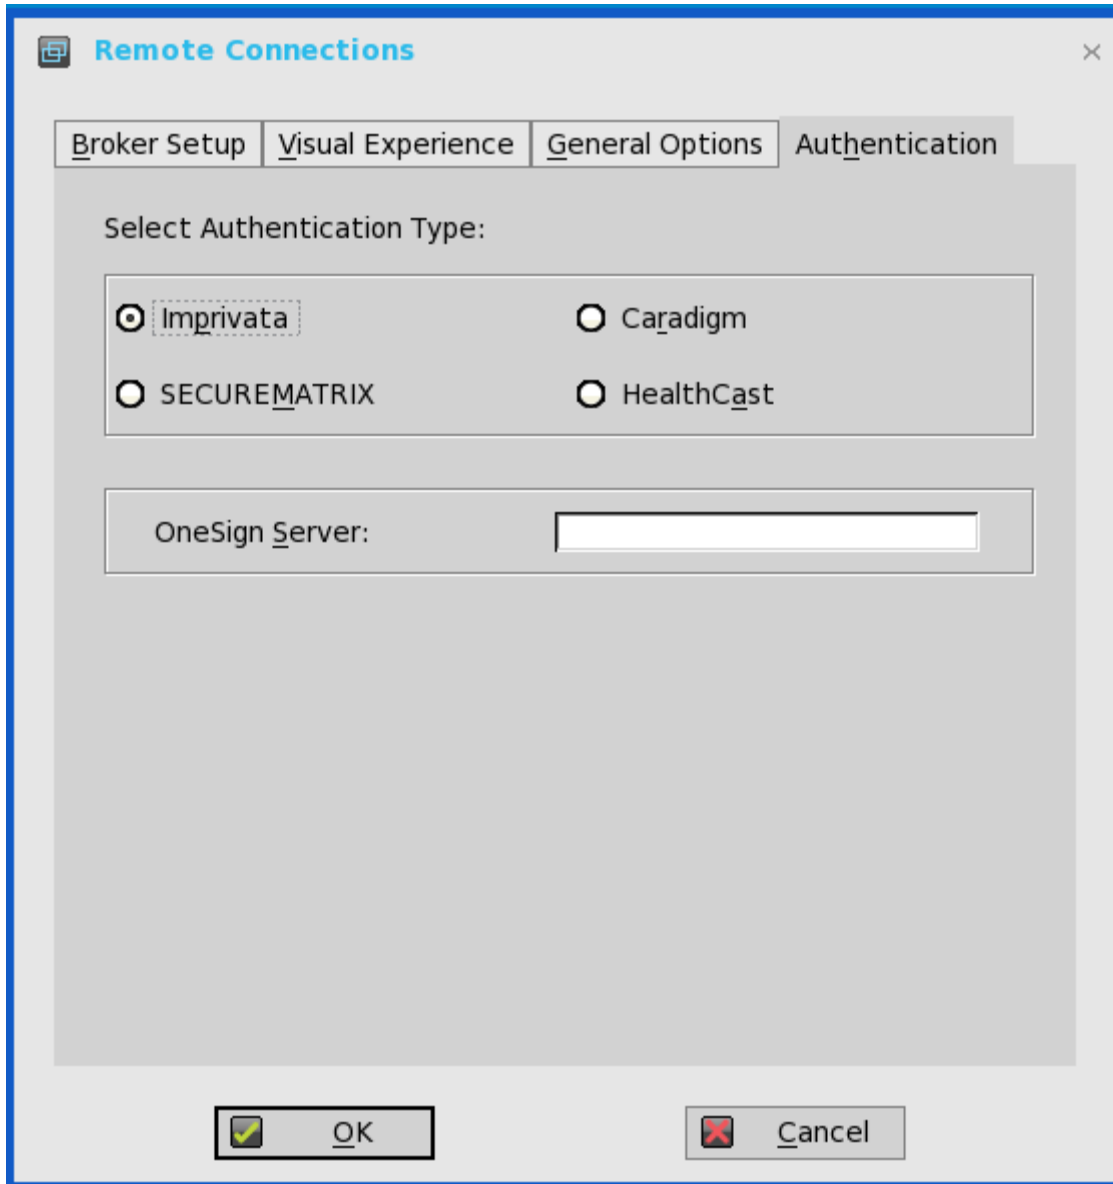 Remote Connections
Broker Setup Visual Experience General Options Authentication
Select Authentication Type:
Imprivata Caradigm
SECUREMATRIX HealthCast
OneSign Server:
OK Cancel